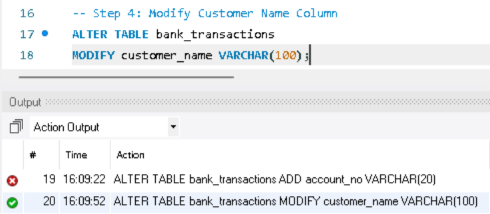 16 -- Step 4: Modify Customer Name Column
17 ALTER TABLE bank_transactions
18 MODIFY customer_name VARCHAR(100);
Output
Action Output
# Time Action
19 16:09:22 ALTER TABLE bank_transactions ADD account_no VARCHAR(20)
20 16:09:52 ALTER TABLE bank_transactions MODIFY customer_name VARCHAR(100)